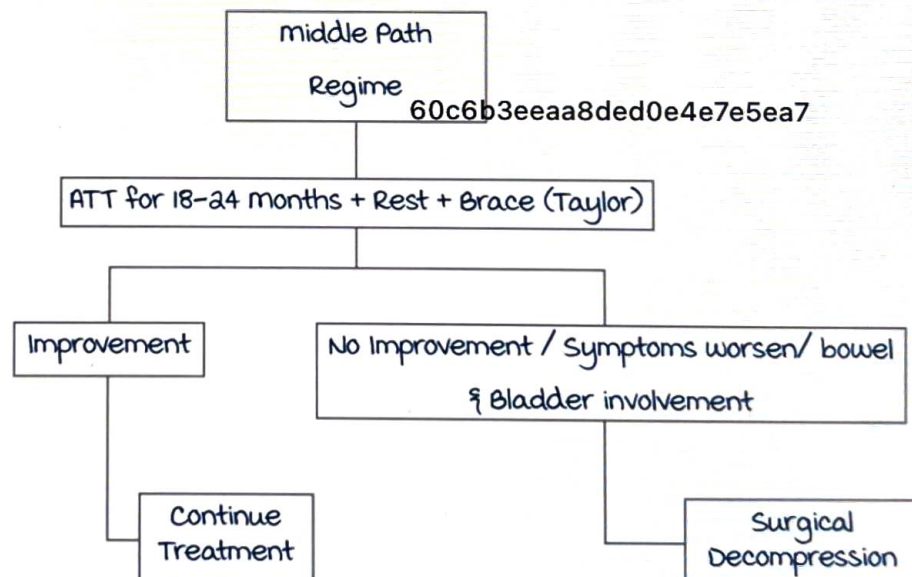 middle Path
Regime
60c6b3eeaa8ded0e4e7e5ea7
ATT for 18-24 months + Rest + Brace (Taylor)
Improvement
No Improvement / Symptoms worsen/ bowel
& Bladder involvement
Continue
Treatment
Surgical
Decompression